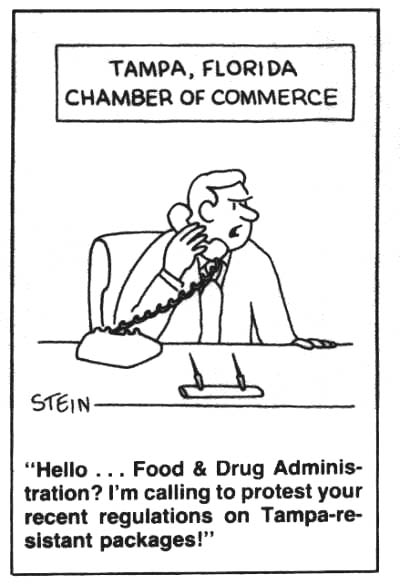 TAMPA, FLORIDA
CHAMBER OF COMMERCE
STEIN
"Hello . . . Food & Drug Adminis-
tration? I'm calling to protest your
recent regulations on Tampa-re-
sistant packages!"